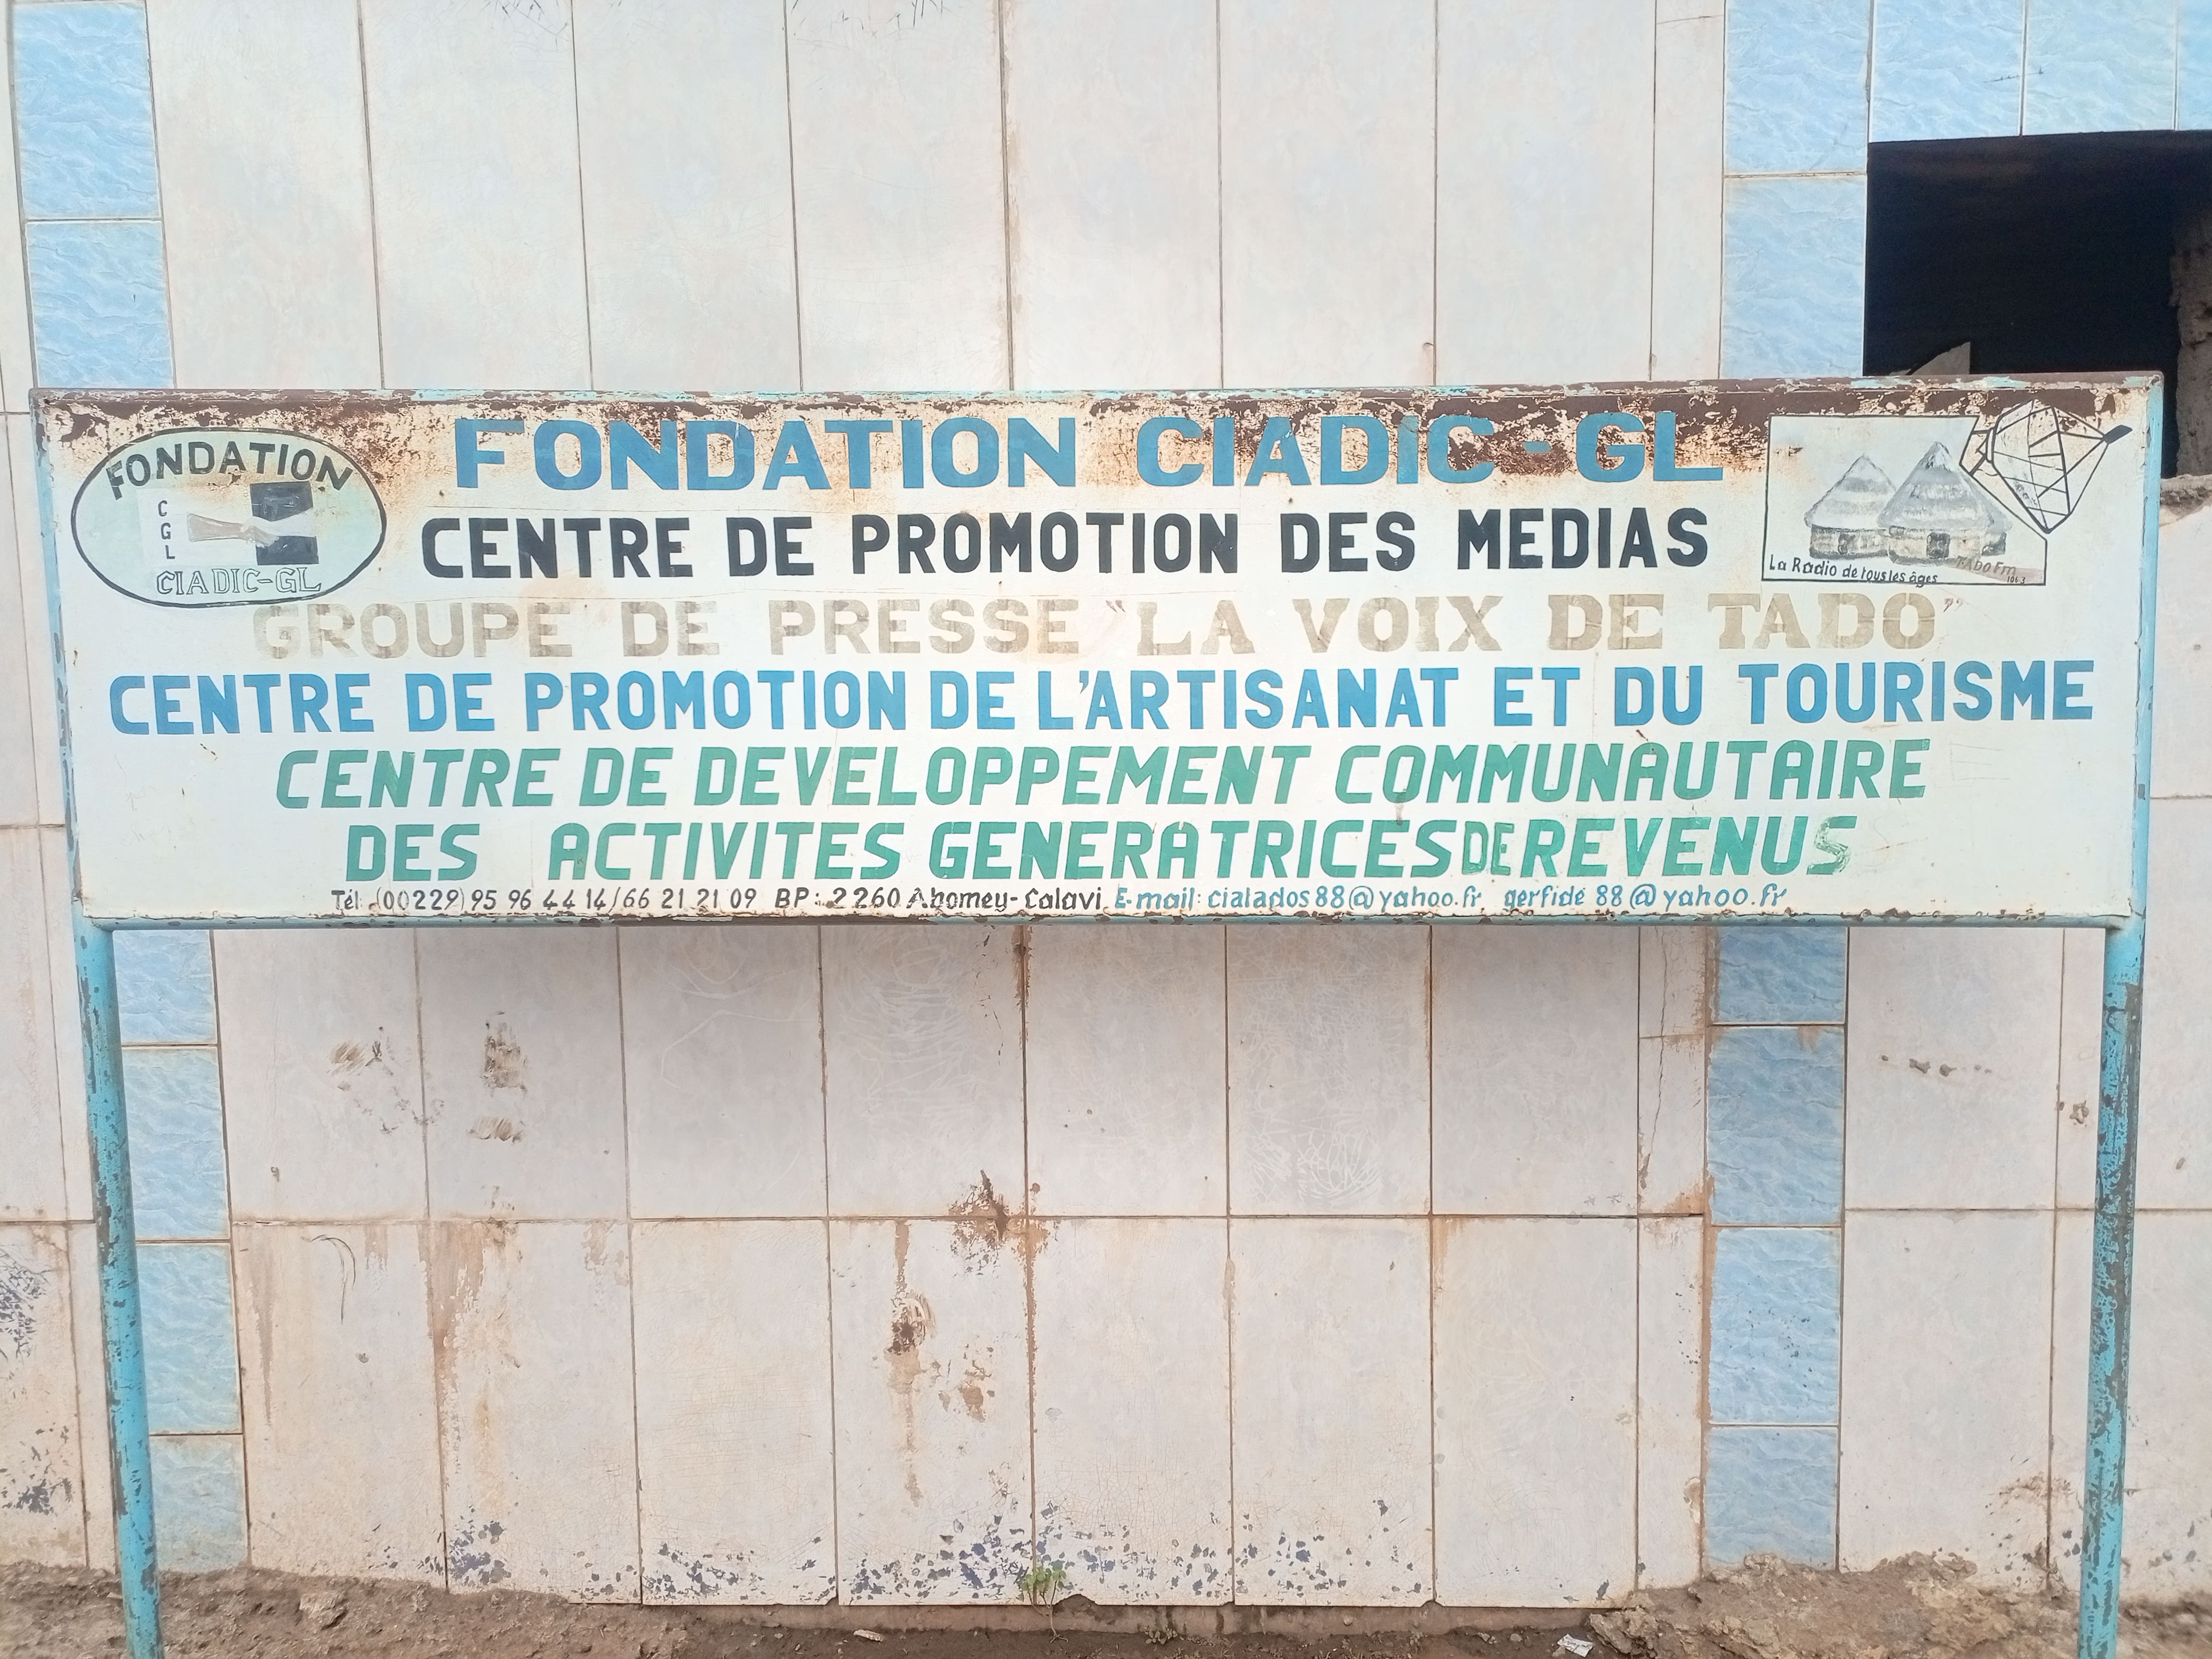 FONDATION
C
G
L
CIADIC-GL
FONDATION CIADIC-GL
CENTRE DE PROMOTION DES MEDIAS
La Radio de tous les âges
GROUPE DE PRESSE "LA VOIX DE TADO"
CENTRE DE PROMOTION DE L'ARTISANAT ET DU TOURISME
CENTRE DE DEVELOPPEMENT COMMUNAUTAIRE
DES ACTIVITES GENERATRICES DE REVENUS
Tél: (00229) 95 96 44 14/66 21 21 09 BP: 2260 Abomey-Calavi E-mail: cialados88@yahoo.fr gerfide 88@yahoo.fr